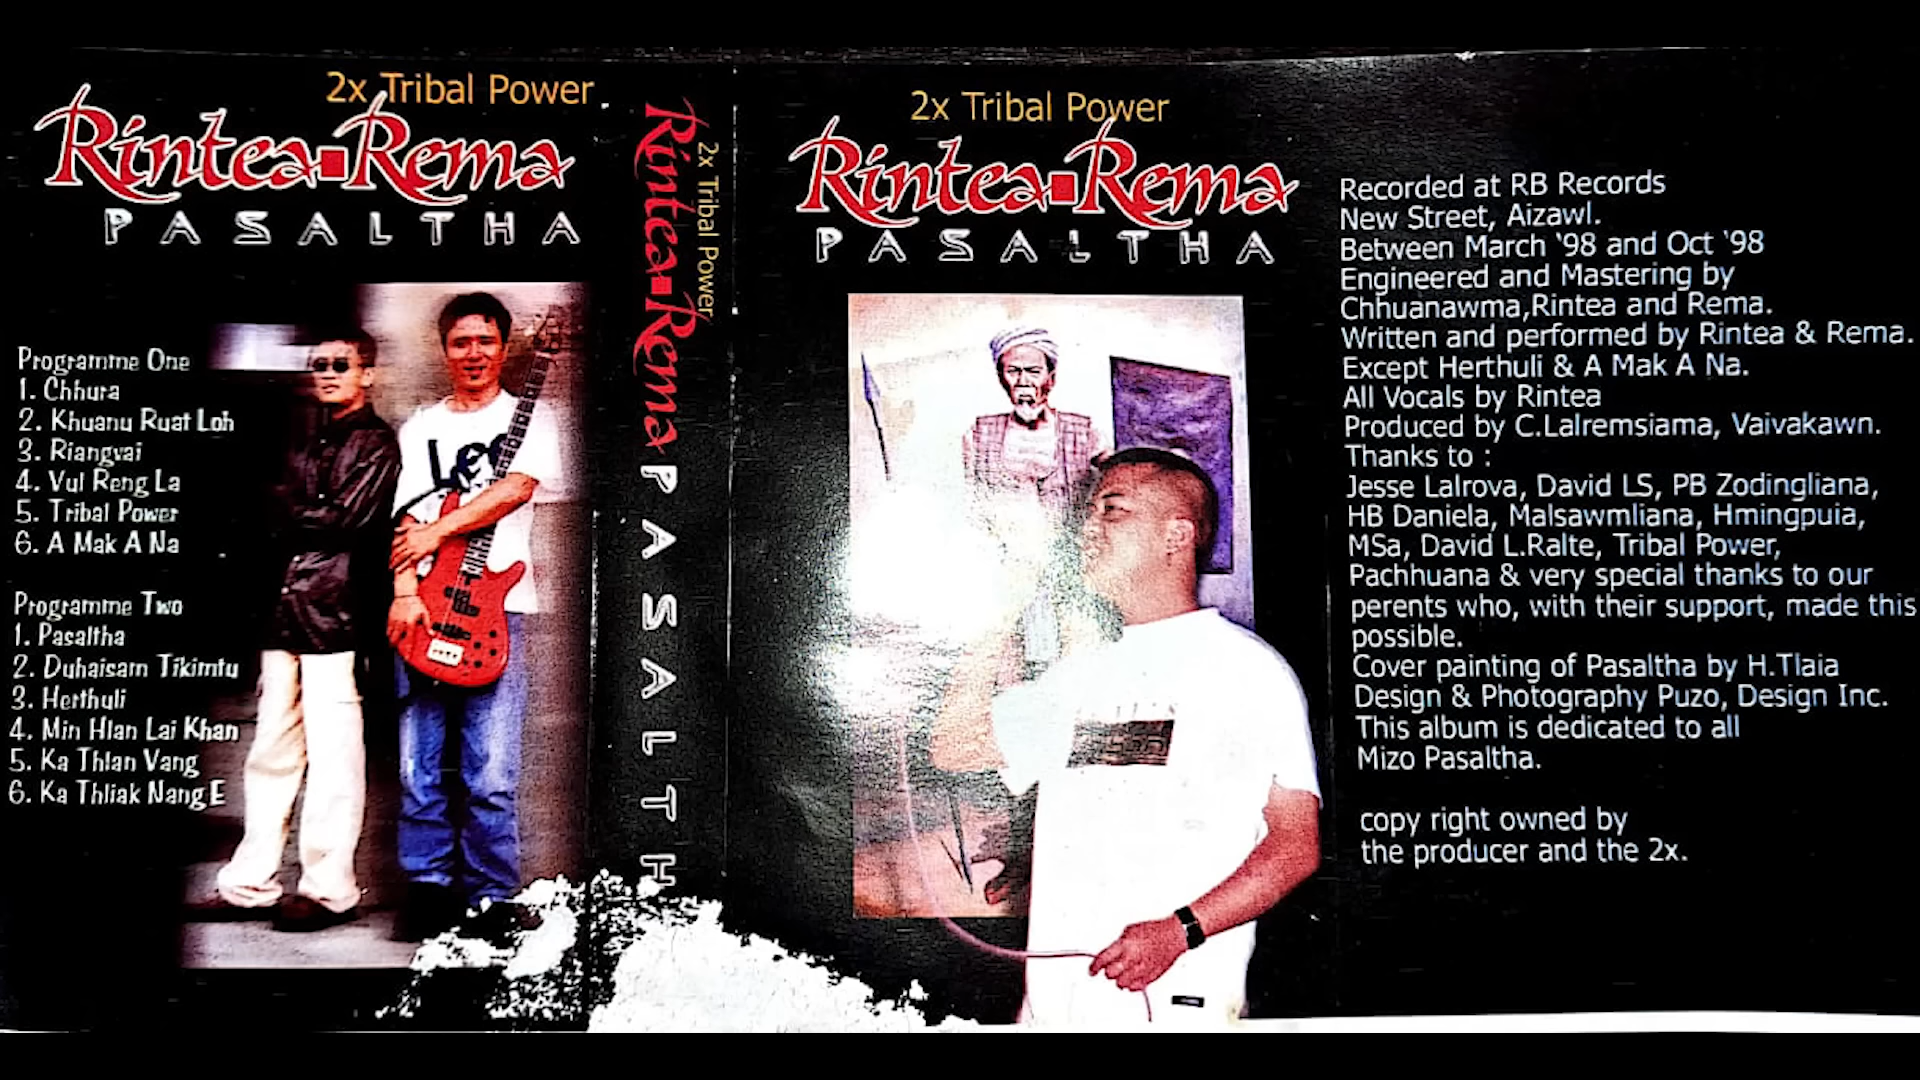 2x Tribal Power
Rintea▪Rema
PASALTHA
Programme One
1. Chhura
2. Khuanu Ruat Loh
3. Riangvai
4. Vul Reng La
5. Tribal Power
6. A Mak A Na
Programme Two
1. Pasaltha
2. Duhaisam Tikimtu
3. Herthuli
4. Min Hlan Lai Khan
5. Ka Thlan Vang
6. Ka Thliak Nang E
Lee
2x Tribal Power
Rintea▪Rema
PASALTH
2x Tribal Power
Rintea▪Rema
PASALTHA
Recorded at RB Records
New Street, Aizawl.
Between March '98 and Oct '98
Engineered and Mastering by
Chhuanawma,Rintea and Rema.
Written and performed by Rintea & Rema.
Except Herthuli & A Mak A Na.
All Vocals by Rintea
Produced by C.Lalremsiama, Vaivakawn.
Thanks to :
Jesse Lalrova, David LS, PB Zodingliana,
HB Daniela, Malsawmliana, Hmingpuia,
MSa, David L.Ralte, Tribal Power,
Pachhuana & very special thanks to our
perents who, with their support, made this
possible.
Cover painting of Pasaltha by H.Tlaia
Design & Photography Puzo, Design Inc.
This album is dedicated to all
Mizo Pasaltha.
copy right owned by
the producer and the 2x.